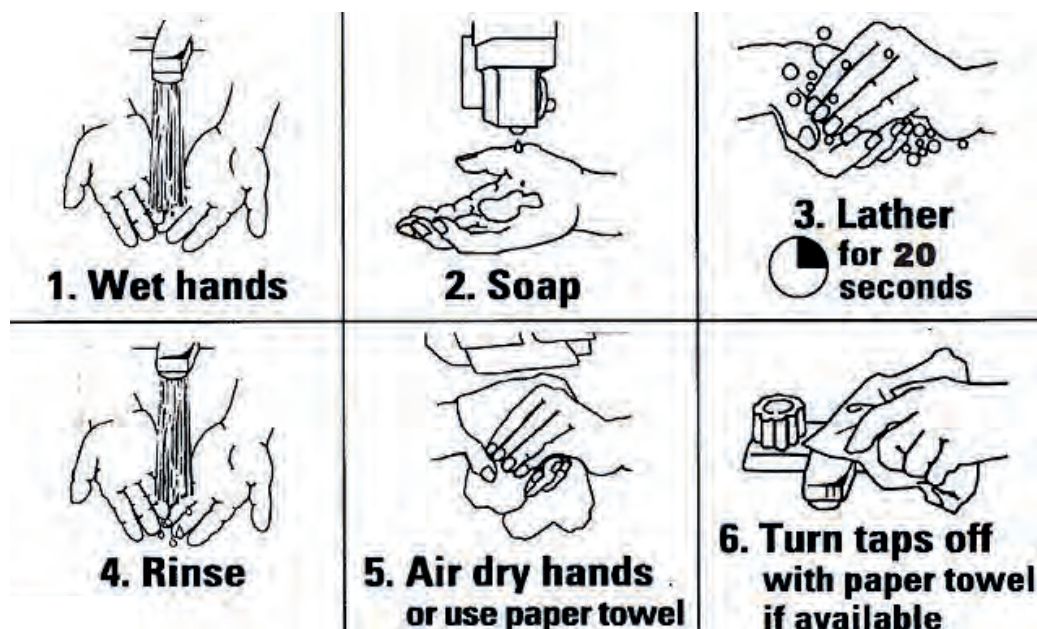 1. Wet hands
2. Soap
3. Lather
for 20
seconds
4. Rinse
5. Air dry hands
or use paper towel
6. Turn taps off
with paper towel
if available